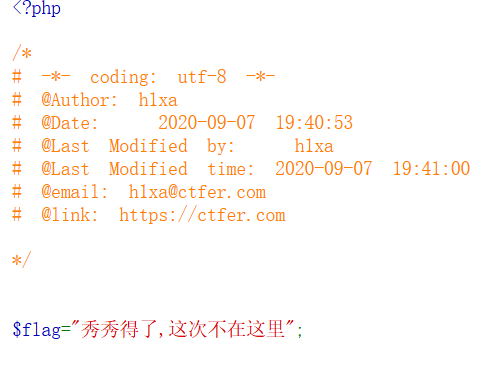 <?php
/*
# -*- coding: utf-8 -*-
# @Author: h1xa
# @Date: 2020-09-07 19:40:53
# @Last Modified by: h1xa
# @Last Modified time: 2020-09-07 19:41:00
# @email: h1xa@ctfer.com
# @link: https://ctfer.com
*/
$flag="秀秀得了,这次不在这里";